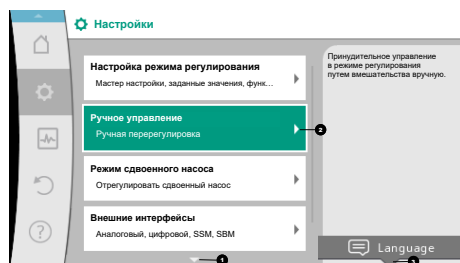 Настройки
Настройка режима регулирования
Мастер настройки, заданные значения, функ...
Ручное управление
Ручная перерегулировка
2
Режим сдвоенного насоса
Отрегулировать сдвоенный насос
Внешние интерфейсы
Аналоговый, цифровой, SSM, SBM
1
Принудительное управление
в режиме регулирования
путем вмешательства вручную.
Language
3